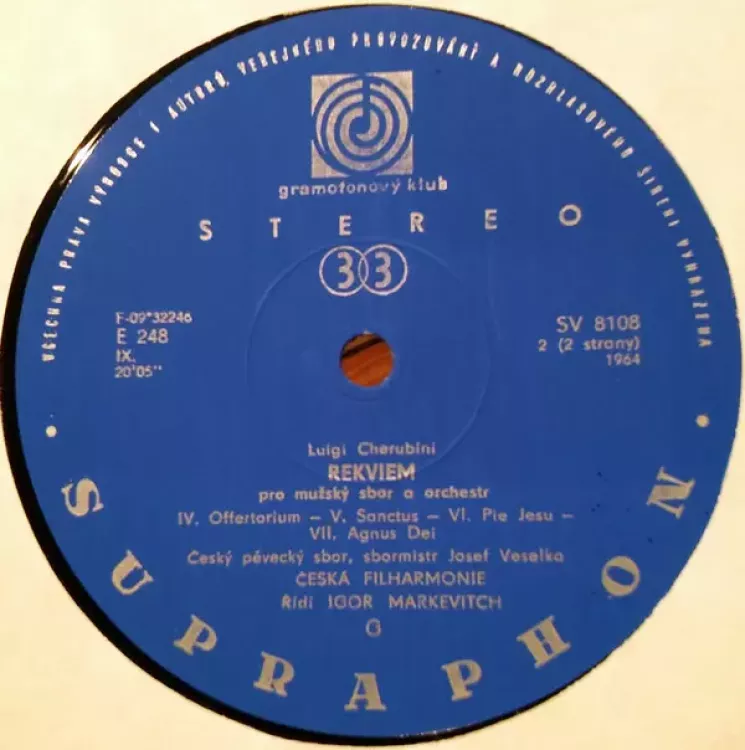 VŠECHNA PRÁVA VÝROBCE I AUTORŮ, VEŘEJNÉHO PROVOZOVÁNÍ A ROZHLASOVÉHO ŠÍŘENÍ VYHRAZENA
gramofonový klub
STEREO
33
F-09*32246
E 248
IX.
20'05"
SV 8108
2 (2 strany)
1964
Luigi Cherubini
REKVIEM
pro mužský sbor a orchestr
IV. Offertorium – V. Sanctus – VI. Pie Jesu –
VII. Agnus Dei
Český pěvecký sbor, sbormistr Josef Veselka
ČESKÁ FILHARMONIE
Řídí IGOR MARKEVITCH
G
• SUPRAPHON •